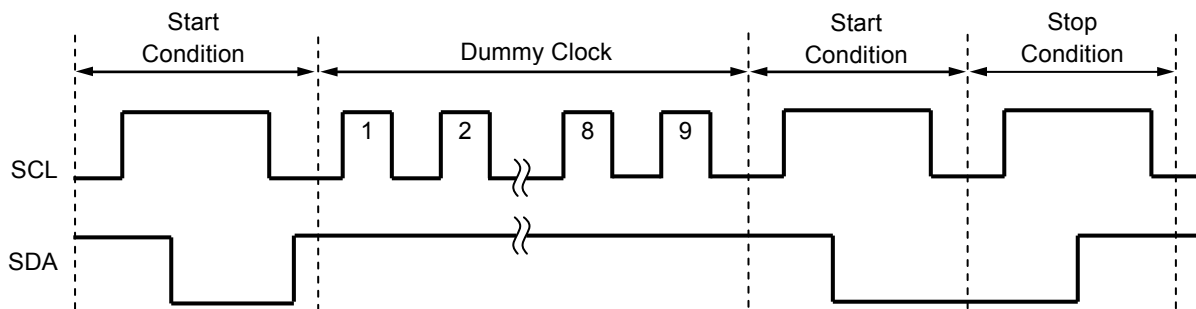 Start
Condition
Dummy Clock
Start
Condition
Stop
Condition
SCL
1
2
8
9
SDA